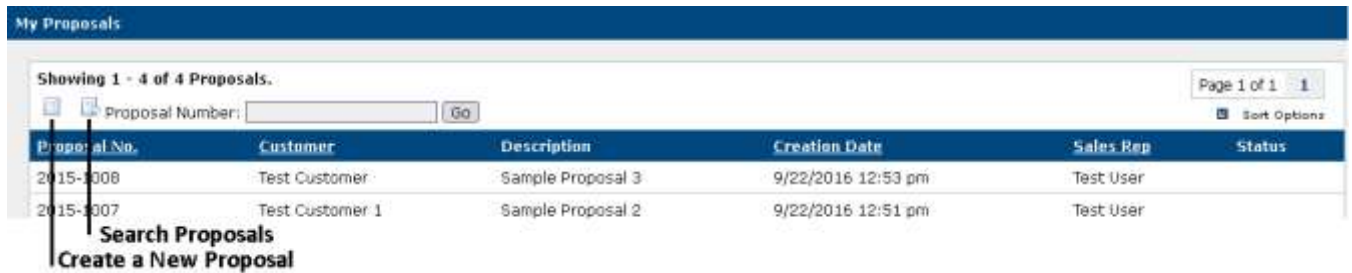 My Proposals
Showing 1 - 4 of 4 Proposals.
Page 1 of 1 1
Proposal Number: Go
Sort Options
Proposal No. Customer Description Creation Date Sales Rep Status
2015-1008 Test Customer Sample Proposal 3 9/22/2016 12:53 pm Test User
2015-1007 Test Customer 1 Sample Proposal 2 9/22/2016 12:51 pm Test User
Search Proposals
Create a New Proposal